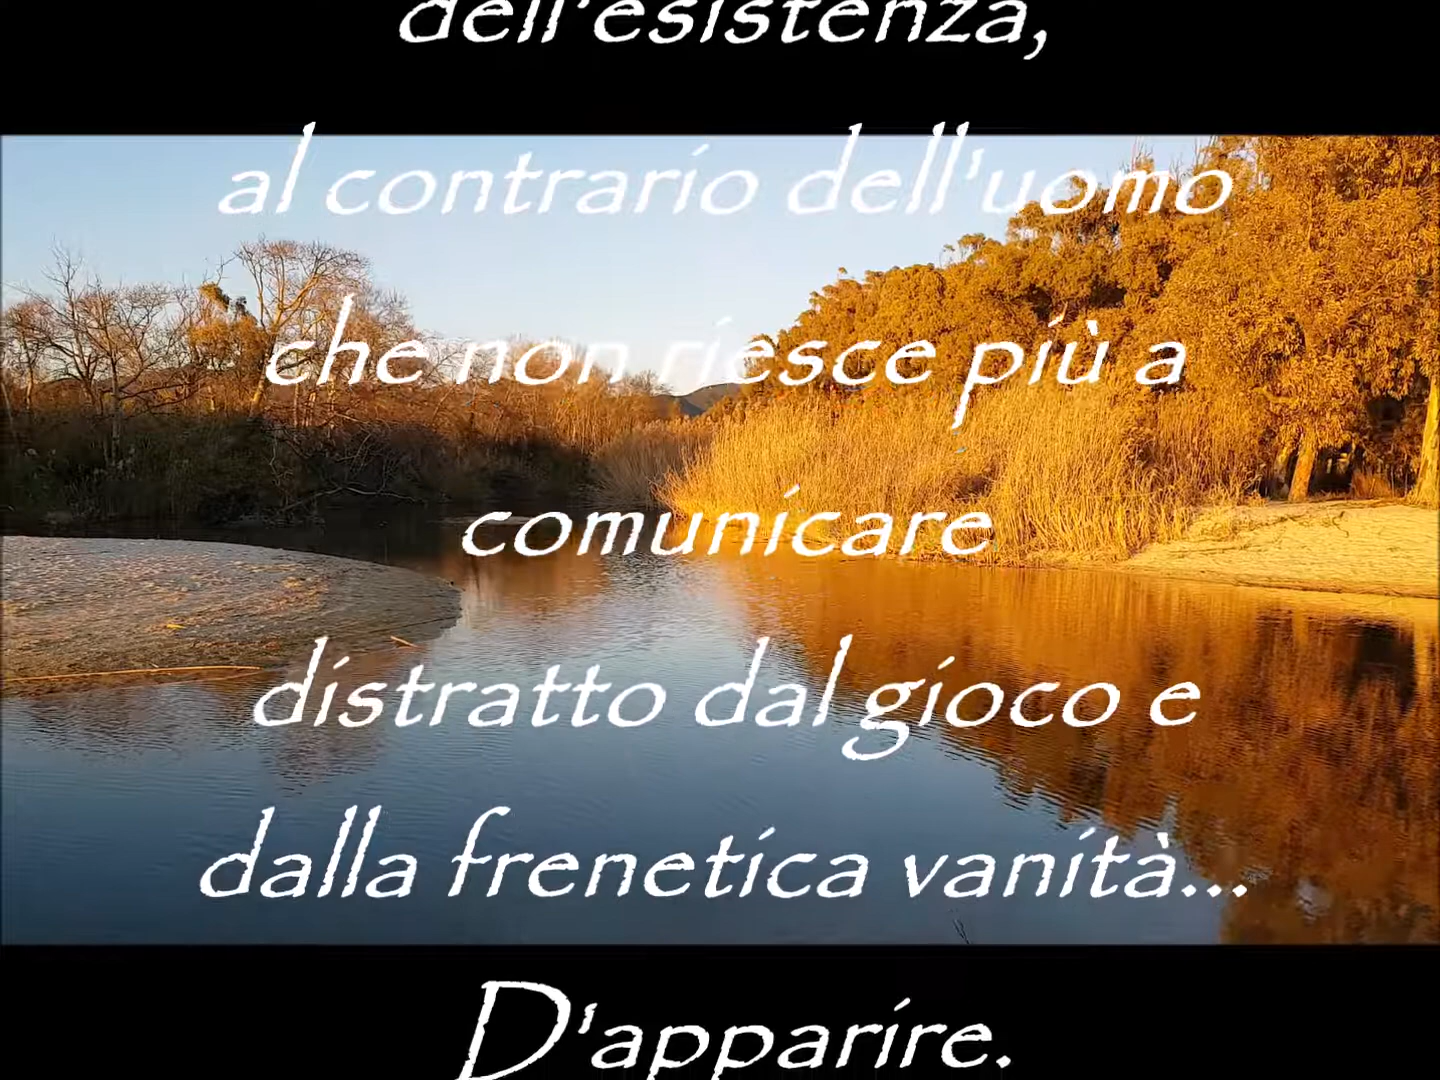 dell'esistenza,
al contrario dell'uomo
che non riesce più a
comunicare
distratto dal gioco e
dalla frenetica vanità...
D'apparire.